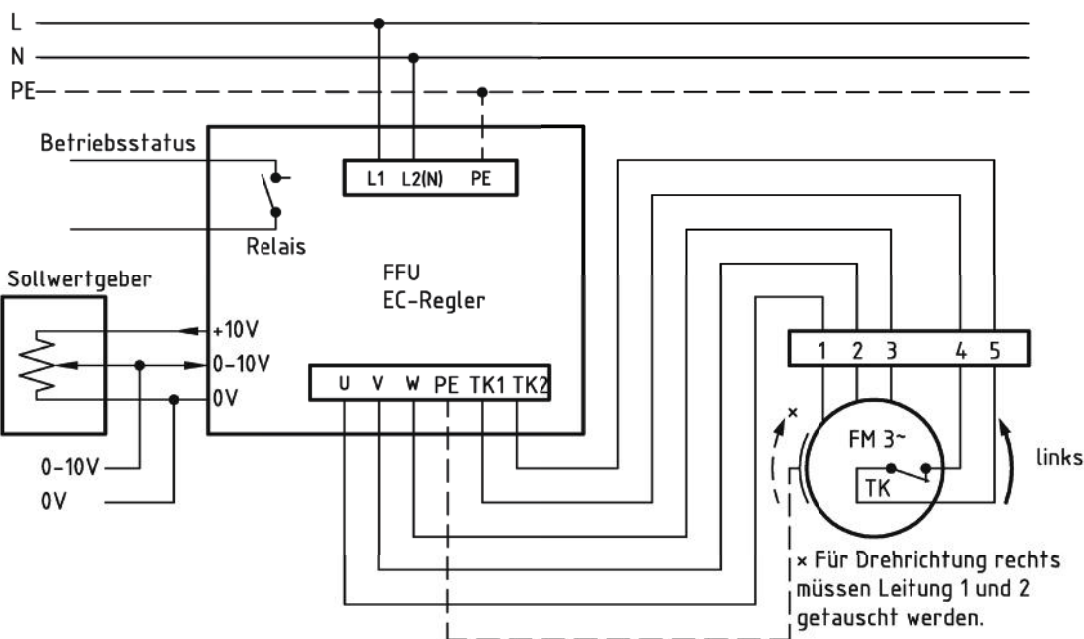 L
N
PE
Betriebsstatus
L1 L2(N) PE
Relais
FFU
EC-Regler
Sollwertgeber
+10V
0-10V
0V
U V W PE TK1 TK2
1 2 3 4 5
×
FM 3~
TK
links
0-10V
0V
× Für Drehrichtung rechts
müssen Leitung 1 und 2
getauscht werden.